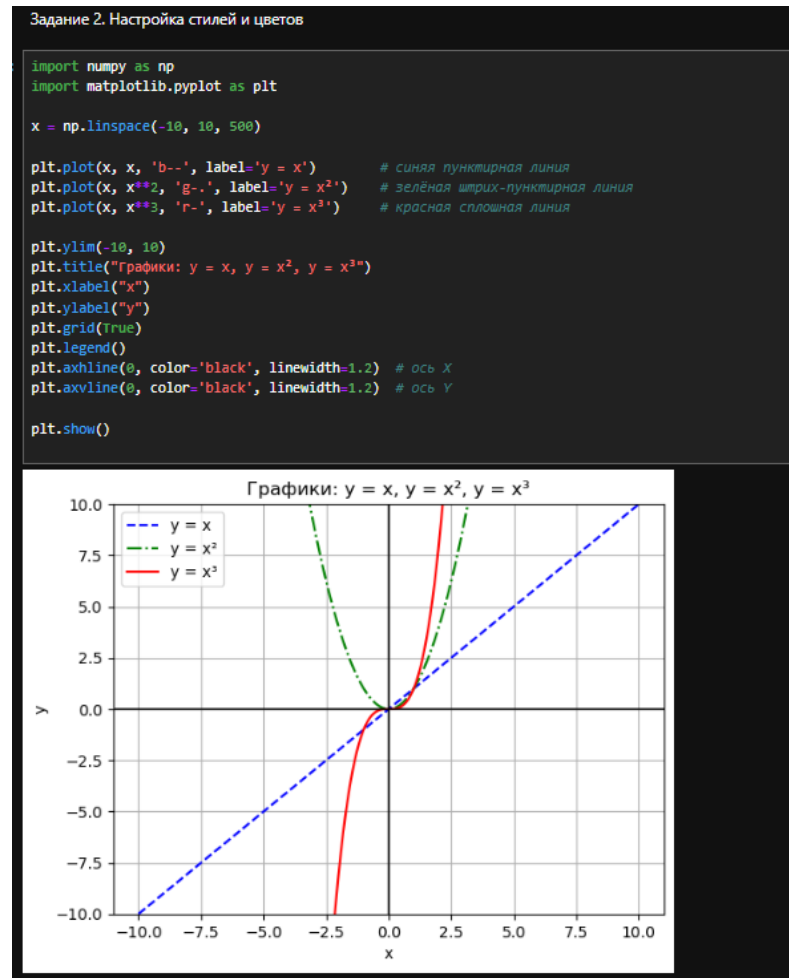 Задание 2. Настройка стилей и цветов
import numpy as np
import matplotlib.pyplot as plt
x = np.linspace(-10, 10, 500)
plt.plot(x, x, 'b--', label='y = x') # синяя пунктирная линия
plt.plot(x, x**2, 'g-.', label='y = x²') # зелёная штрих-пунктирная линия
plt.plot(x, x**3, 'r-', label='y = x³') # красная сплошная линия
plt.ylim(-10, 10)
plt.title("Графики: y = x, y = x², y = x³")
plt.xlabel("x")
plt.ylabel("y")
plt.grid(True)
plt.legend()
plt.axhline(0, color='black', linewidth=1.2) # ось X
plt.axvline(0, color='black', linewidth=1.2) # ось Y
plt.show()
Графики: y = x, y = x², y = x³
y = x
y = x²
y = x³
10.0
7.5
5.0
2.5
0.0
−2.5
−5.0
−7.5
−10.0
y
−10.0 −7.5 −5.0 −2.5 0.0 2.5 5.0 7.5 10.0
x